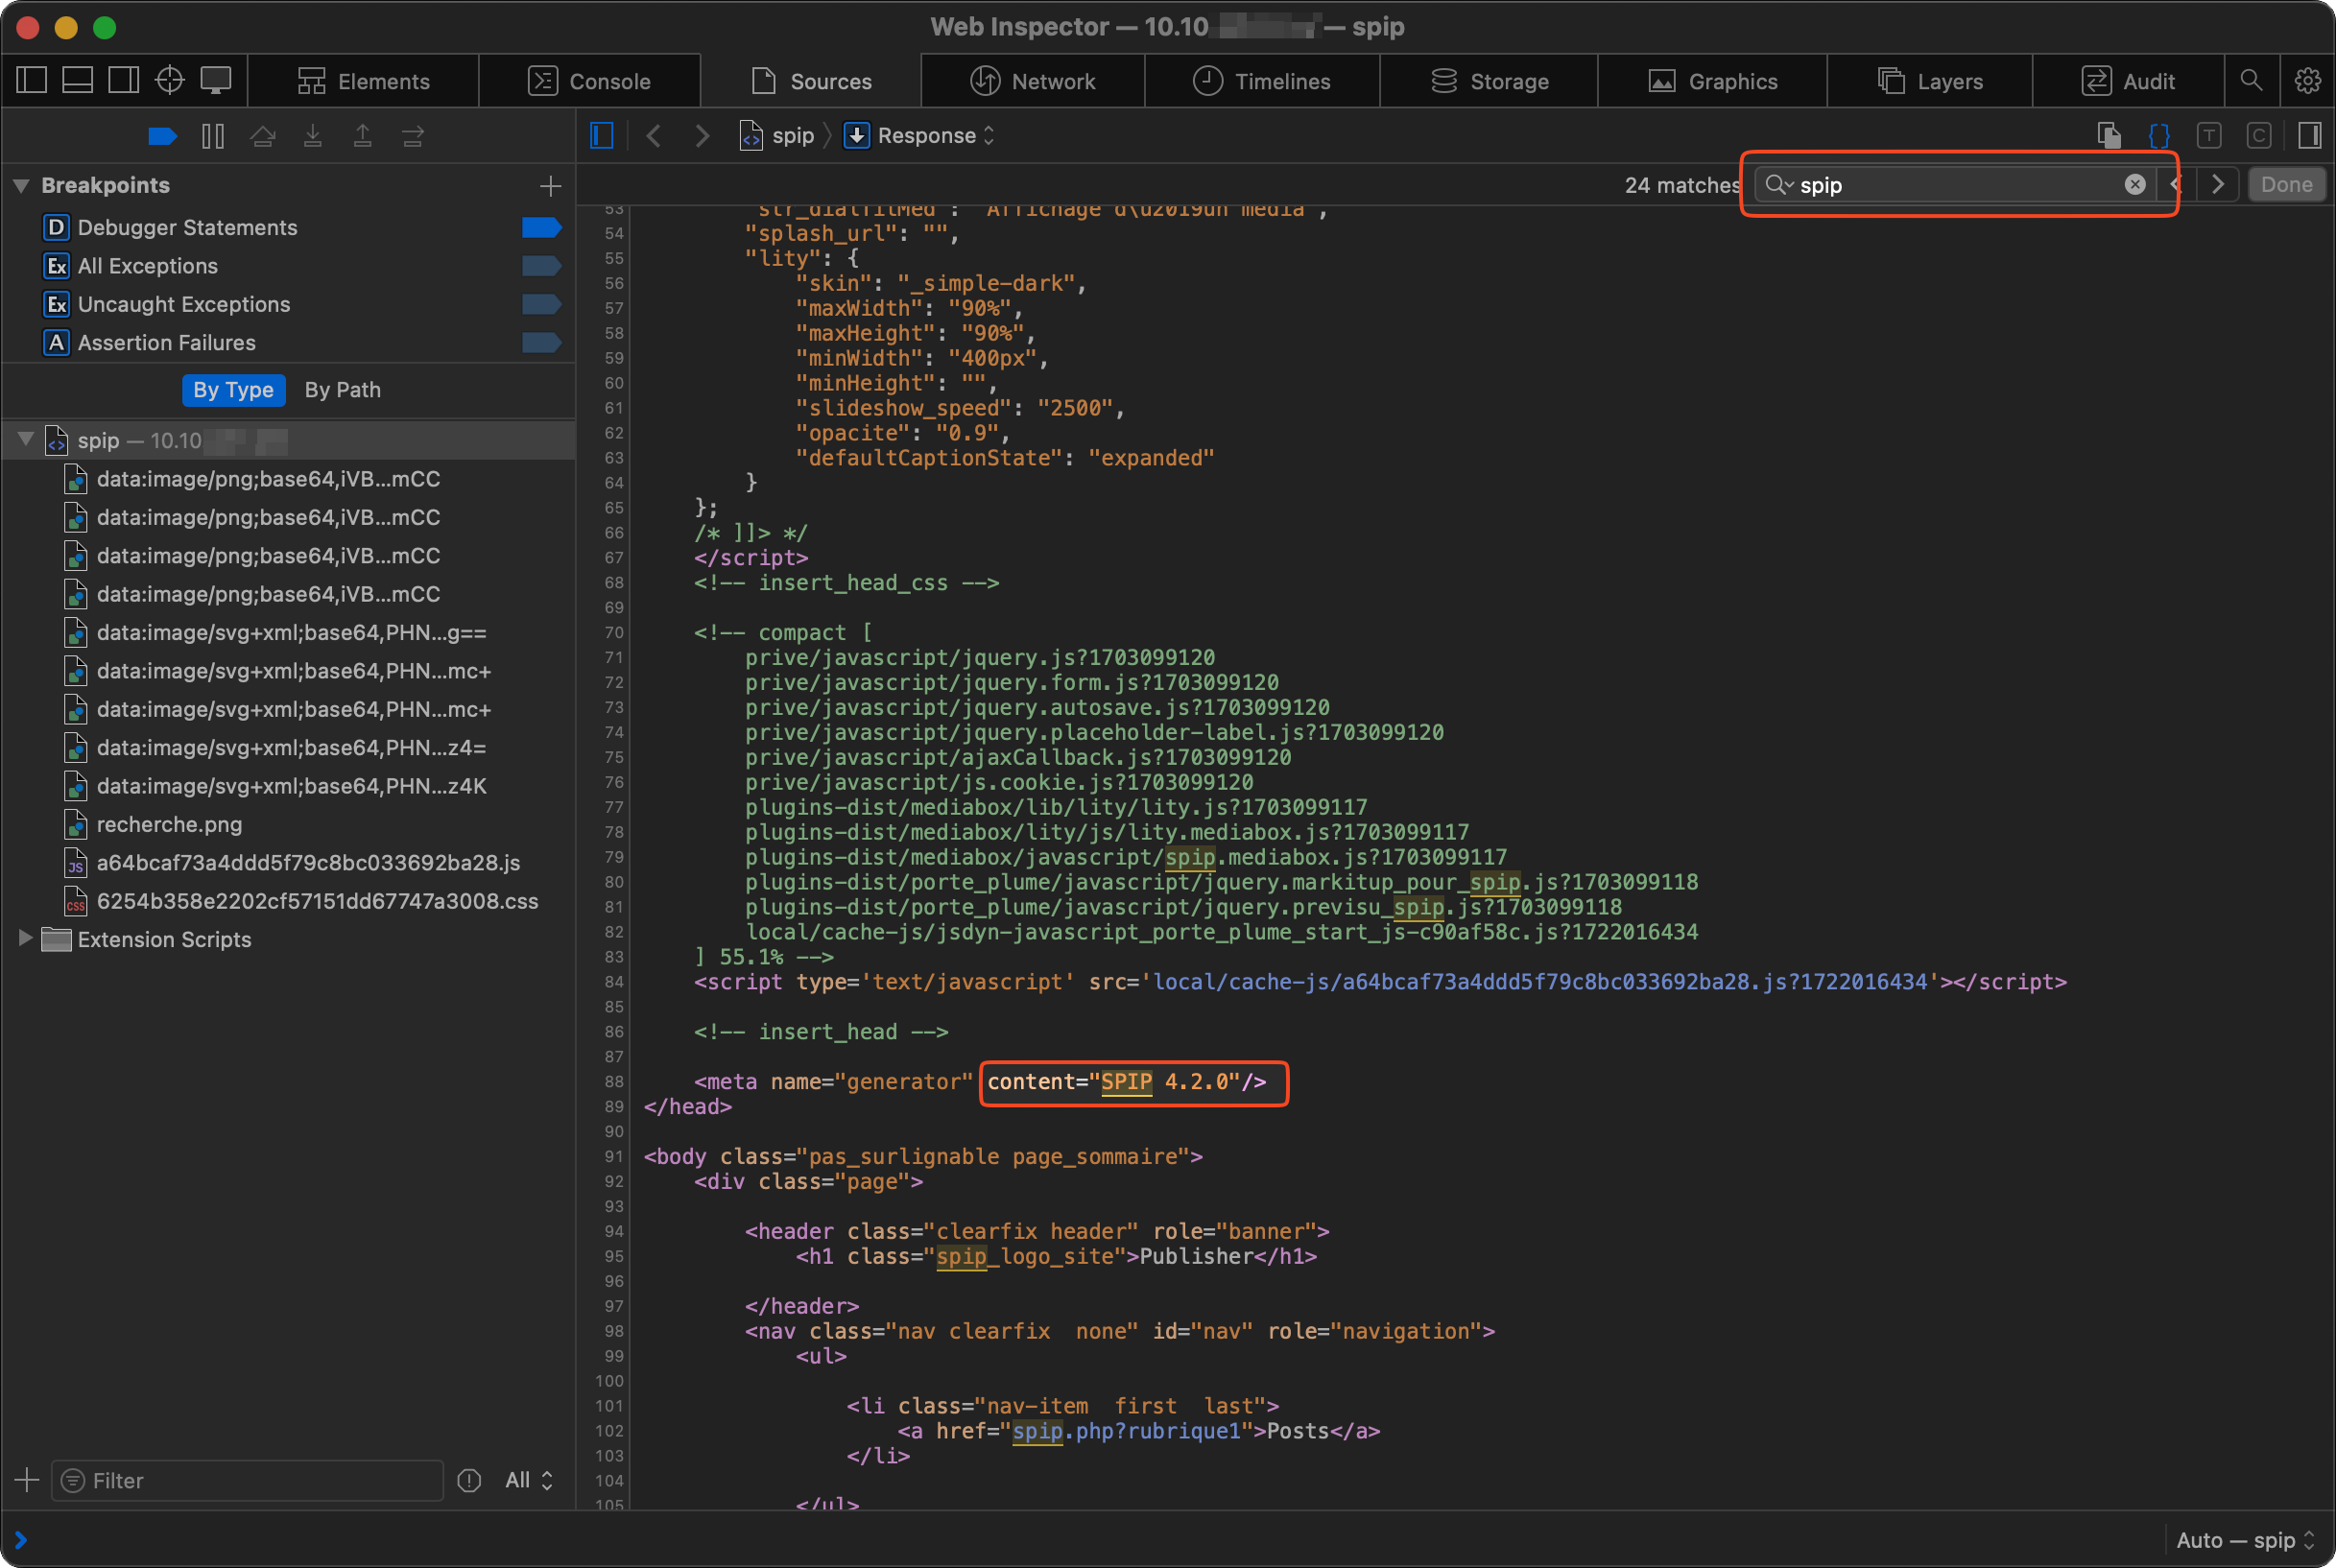 Web Inspector — 10.10 — spip
Elements
Console
Sources
Network
Timelines
Storage
Graphics
Layers
Audit
spip
Response
T
C
Breakpoints
D Debugger Statements
Ex All Exceptions
Ex Uncaught Exceptions
A Assertion Failures
By Type By Path
spip — 10.10
data:image/png;base64,iVB...mCC
data:image/png;base64,iVB...mCC
data:image/png;base64,iVB...mCC
data:image/png;base64,iVB...mCC
data:image/svg+xml;base64,PHN...g==
data:image/svg+xml;base64,PHN...mc+
data:image/svg+xml;base64,PHN...mc+
data:image/svg+xml;base64,PHN...z4=
data:image/svg+xml;base64,PHN...z4K
recherche.png
JS a64bcaf73a4ddd5f79c8bc033692ba28.js
CSS 6254b358e2202cf57151dd67747a3008.css
Extension Scripts
Filter
All
24 matches
spip
Done
53 "str_diaffilMed": "Affichage d\u2019un media",
54 "splash_url": "",
55 "lity": {
56 "skin": "_simple-dark",
57 "maxWidth": "90%",
58 "maxHeight": "90%",
59 "minWidth": "400px",
60 "minHeight": "",
61 "slideshow_speed": "2500",
62 "opacite": "0.9",
63 "defaultCaptionState": "expanded"
64 }
65 };
66 /* ]]> */
67 </script>
68 <!-- insert_head_css -->
69
70 <!-- compact [
71 prive/javascript/jquery.js?1703099120
72 prive/javascript/jquery.form.js?1703099120
73 prive/javascript/jquery.autosave.js?1703099120
74 prive/javascript/jquery.placeholder-label.js?1703099120
75 prive/javascript/ajaxCallback.js?1703099120
76 prive/javascript/js.cookie.js?1703099120
77 plugins-dist/mediabox/lib/lity/lity.js?1703099117
78 plugins-dist/mediabox/lity/js/lity.mediabox.js?1703099117
79 plugins-dist/mediabox/javascript/spip.mediabox.js?1703099117
80 plugins-dist/porte_plume/javascript/jquery.markitup_pour_spip.js?1703099118
81 plugins-dist/porte_plume/javascript/jquery.previsu_spip.js?1703099118
82 local/cache-js/jsdyn-javascript_porte_plume_start_js-c90af58c.js?1722016434
83 ] 55.1% -->
84 <script type='text/javascript' src='local/cache-js/a64bcaf73a4ddd5f79c8bc033692ba28.js?1722016434'></script>
85
86 <!-- insert_head -->
87
88 <meta name="generator" content="SPIP 4.2.0"/>
89 </head>
90
91 <body class="pas_surlignable page_sommaire">
92 <div class="page">
93
94 <header class="clearfix header" role="banner">
95 <h1 class="spip_logo_site">Publisher</h1>
96
97 </header>
98 <nav class="nav clearfix  none" id="nav" role="navigation">
99 <ul>
100
101 <li class="nav-item  first  last">
102 <a href="spip.php?rubrique1">Posts</a>
103 </li>
104
105 </ul>
Auto — spip